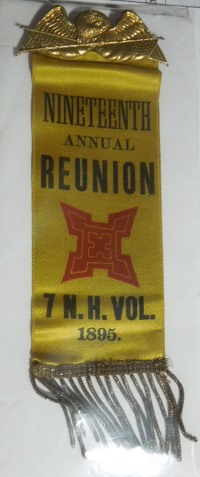 NINETEENTH
ANNUAL
REUNION
7 N. H. VOL.
1895.